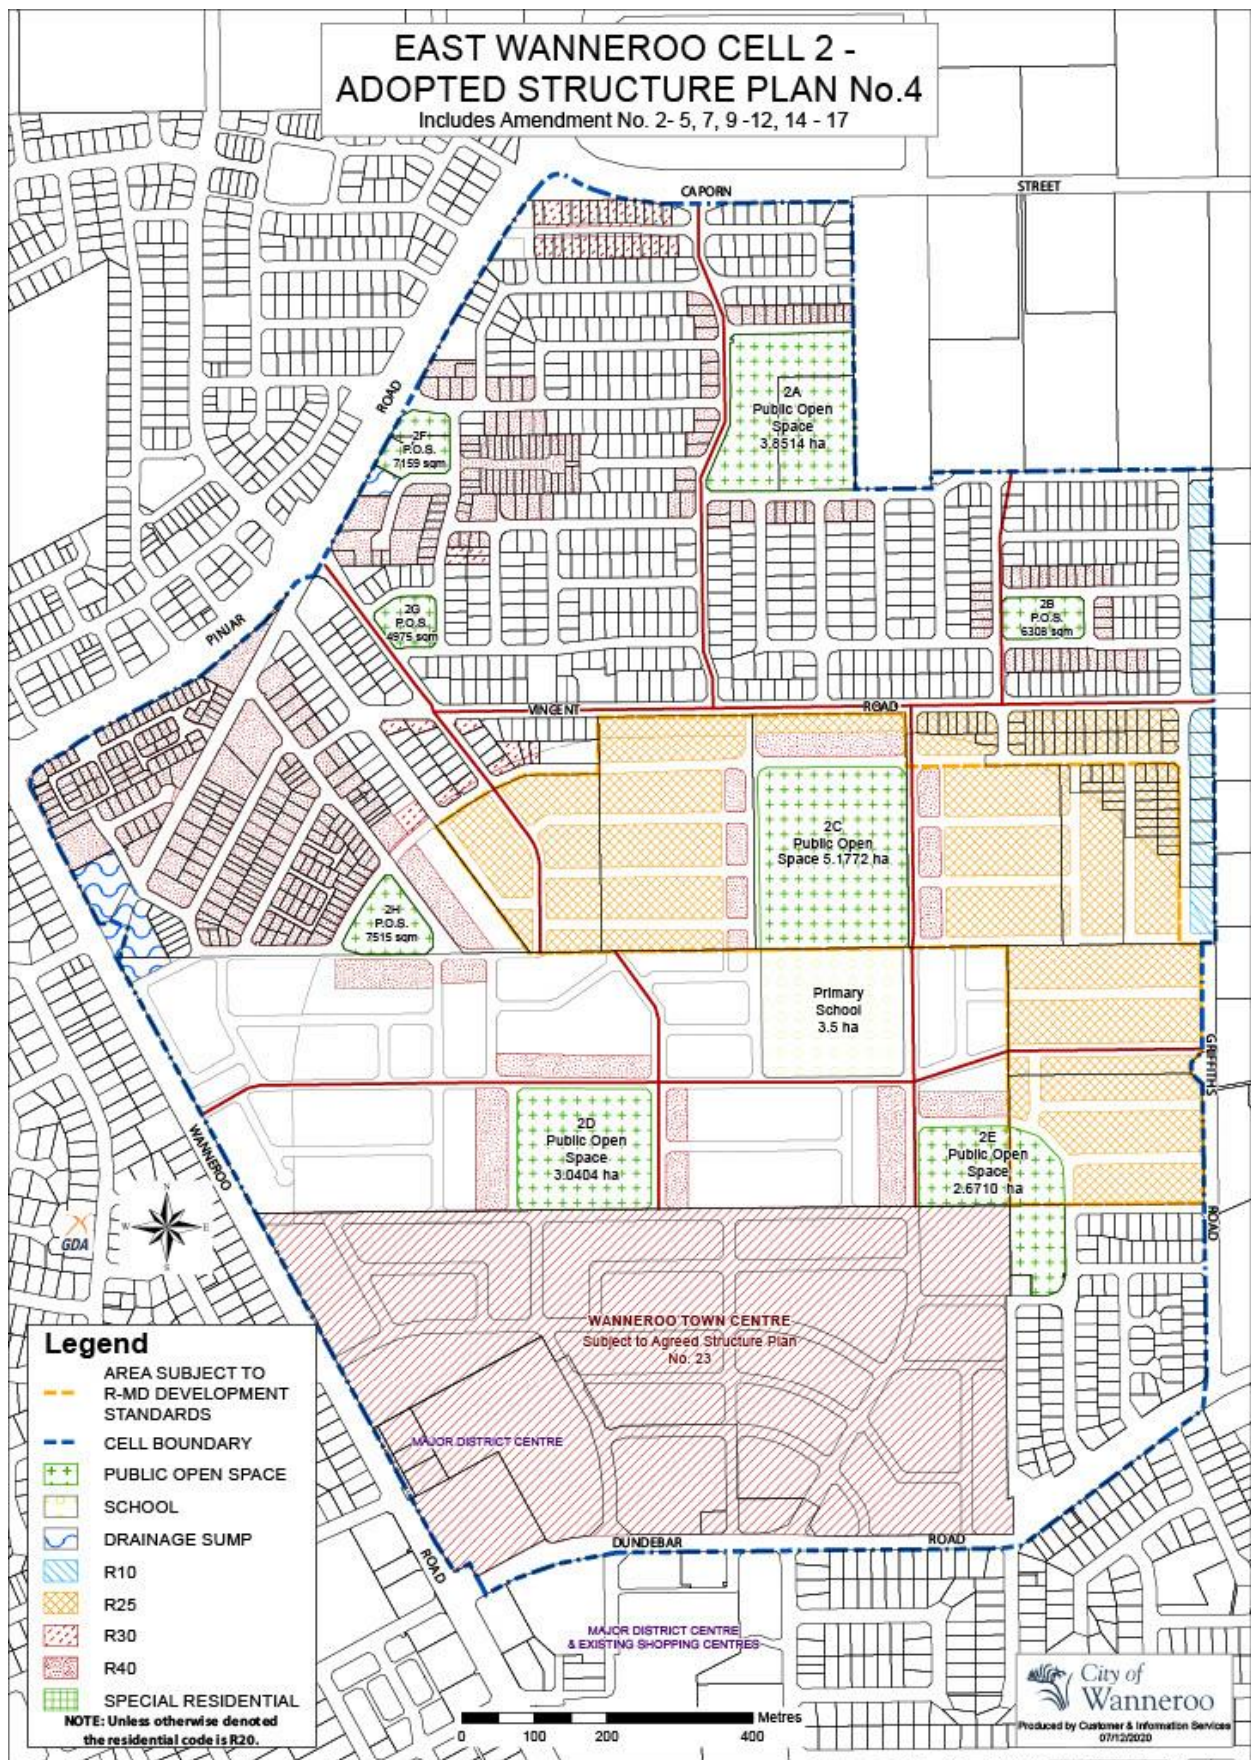 EAST WANNEROO CELL 2 -
ADOPTED STRUCTURE PLAN No.4
Includes Amendment No. 2- 5, 7, 9 -12, 14 - 17
CAPORN
STREET
ROAD
2A
Public Open
Space
3.8514 ha
2F
P.O.S.
7159 sqm
2G
P.O.S.
4975 sqm
2B
P.O.S.
6308 sqm
PINJAR
VINCENT
ROAD
2C
Public Open
Space 5.1772 ha
2H
P.O.S.
7515 sqm
Primary
School
3.5 ha
GRIFFITHS
2D
Public Open
Space
3.0404 ha
2E
Public Open
Space
2.6710 ha
WANNEROO
N
W
E
S
GDA
ROAD
WANNEROO TOWN CENTRE
Subject to Agreed Structure Plan
No. 23
MAJOR DISTRICT CENTRE
DUNDEBAR
ROAD
ROAD
MAJOR DISTRICT CENTRE
& EXISTING SHOPPING CENTRES
Legend
AREA SUBJECT TO
R-MD DEVELOPMENT
STANDARDS
CELL BOUNDARY
PUBLIC OPEN SPACE
SCHOOL
DRAINAGE SUMP
R10
R25
R30
R40
SPECIAL RESIDENTIAL
NOTE: Unless otherwise denoted
the residential code is R20.
Metres
0 100 200 400
City of
Wanneroo
Produced by Customer & Information Services
07/12/2020